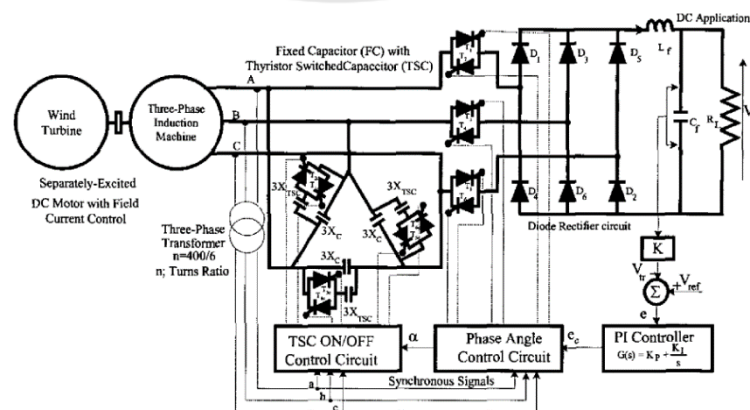 DC Application
Fixed Capacitor (FC) with
Thyristor SwitchedCapaccitor (TSC)
L_f
D_1
D_3
D_5
A
B
C
Wind
Turbine
Three-Phase
Induction
Machine
C_f
R_L
V
Separately-Excited
DC Motor with Field
Current Control
3X_TSC
3X_TSC
3X_C
3X_C
3X_C
3X_TSC
D_4
D_6
D_2
Diode Rectifier circuit
Three-Phase
Transformer
n=400/6
n; Turns Ratio
K
V_tr
Σ
+V_ref
e
TSC ON/OFF
Control Circuit
α
Phase Angle
Control Circuit
e_c
PI Controller
G(s) = K_P + K_I/s
Synchronous Signals
a
b
c